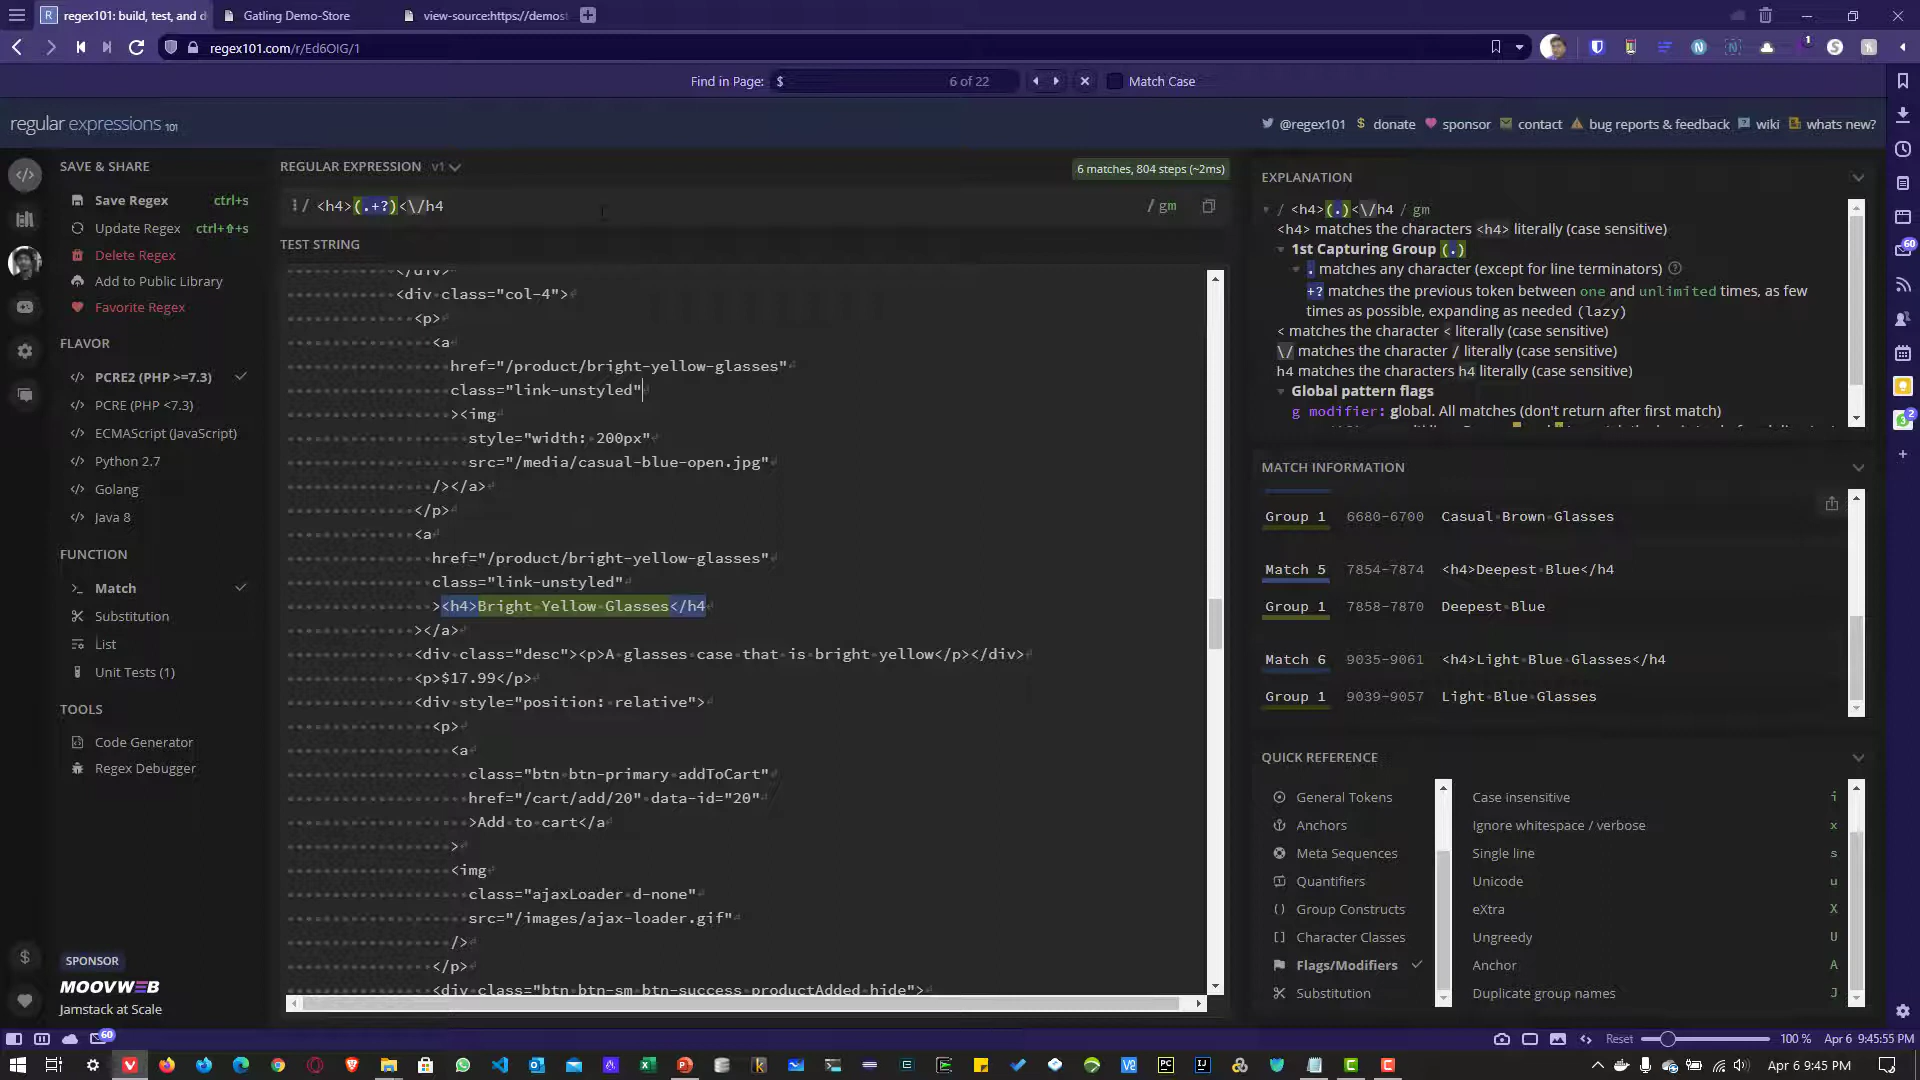 regex101: build, test, and d
Gatling Demo-Store
view-source:https://demost
regex101.com/r/Ed6OIG/1
1
Find in Page:
$
6 of 22
Match Case
regular expressions 101
@regex101
$ donate
sponsor
contact
bug reports & feedback
wiki
whats new?
SAVE & SHARE
Save Regex
ctrl+s
Update Regex
ctrl+⇧+s
Delete Regex
Add to Public Library
Favorite Regex
FLAVOR
PCRE2 (PHP >=7.3)
PCRE (PHP <7.3)
ECMAScript (JavaScript)
Python 2.7
Golang
Java 8
FUNCTION
Match
Substitution
List
Unit Tests (1)
TOOLS
Code Generator
Regex Debugger
SPONSOR
MOOVWEB
Jamstack at Scale
REGULAR EXPRESSION
v1
6 matches, 804 steps (~2ms)
/ <h4>(.+?)<\/h4
/ gm
TEST STRING
</div>
<div class="col-4">
<p>
<a
href="/product/bright-yellow-glasses"
class="link-unstyled"
><img
style="width: 200px"
src="/media/casual-blue-open.jpg"
/></a>
</p>
<a
href="/product/bright-yellow-glasses"
class="link-unstyled"
><h4>Bright Yellow Glasses</h4
></a>
<div class="desc"><p>A glasses case that is bright yellow</p></div>
<p>$17.99</p>
<div style="position: relative">
<p>
<a
class="btn btn-primary addToCart"
href="/cart/add/20" data-id="20"
>Add to cart</a
>
<img
class="ajaxLoader d-none"
src="/images/ajax-loader.gif"
/>
</p>
<div class="btn btn-sm btn-success productAdded hide">
EXPLANATION
/ <h4>(.)<\/h4 / gm
<h4> matches the characters <h4> literally (case sensitive)
1st Capturing Group (.)
. matches any character (except for line terminators)
+? matches the previous token between one and unlimited times, as few
times as possible, expanding as needed (lazy)
< matches the character < literally (case sensitive)
\/ matches the character / literally (case sensitive)
h4 matches the characters h4 literally (case sensitive)
Global pattern flags
g modifier: global. All matches (don't return after first match)
MATCH INFORMATION
Group 1 6680-6700 Casual Brown Glasses
Match 5 7854-7874 <h4>Deepest Blue</h4
Group 1 7858-7870 Deepest Blue
Match 6 9035-9061 <h4>Light Blue Glasses</h4
Group 1 9039-9057 Light Blue Glasses
QUICK REFERENCE
General Tokens
Anchors
Meta Sequences
Quantifiers
Group Constructs
Character Classes
Flags/Modifiers
Substitution
Case insensitive i
Ignore whitespace / verbose x
Single line s
Unicode u
eXtra X
Ungreedy U
Anchor A
Duplicate group names J
60
2
60
Reset
100 %
Apr 6 9:45:55 PM
Apr 6 9:45 PM